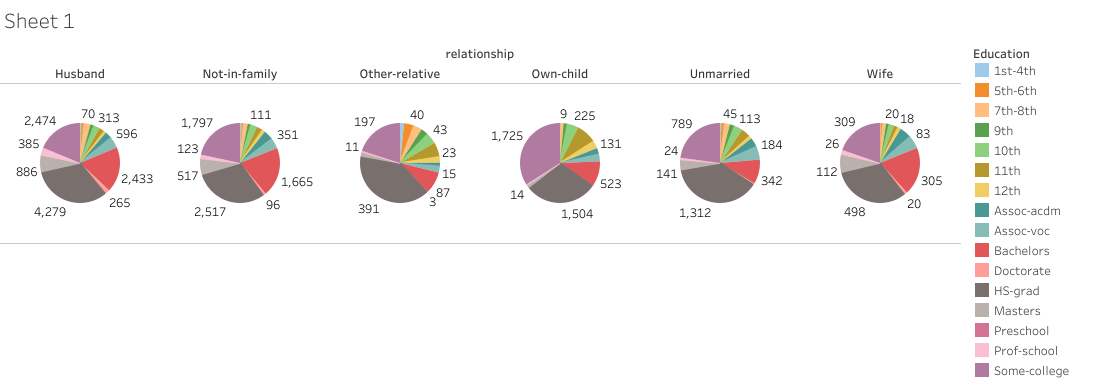 Sheet 1
relationship
Husband Not-in-family Other-relative Own-child Unmarried Wife
2,474 70 313 596 385 886 2,433 265 4,279
1,797 111 351 123 517 1,665 96 2,517
197 40 43 23 11 15 87 3 391
9 225 1,725 131 523 14 1,504
789 45 113 184 24 141 342 1,312
309 20 18 83 26 112 305 20 498
Education
1st-4th
5th-6th
7th-8th
9th
10th
11th
12th
Assoc-acdm
Assoc-voc
Bachelors
Doctorate
HS-grad
Masters
Preschool
Prof-school
Some-college